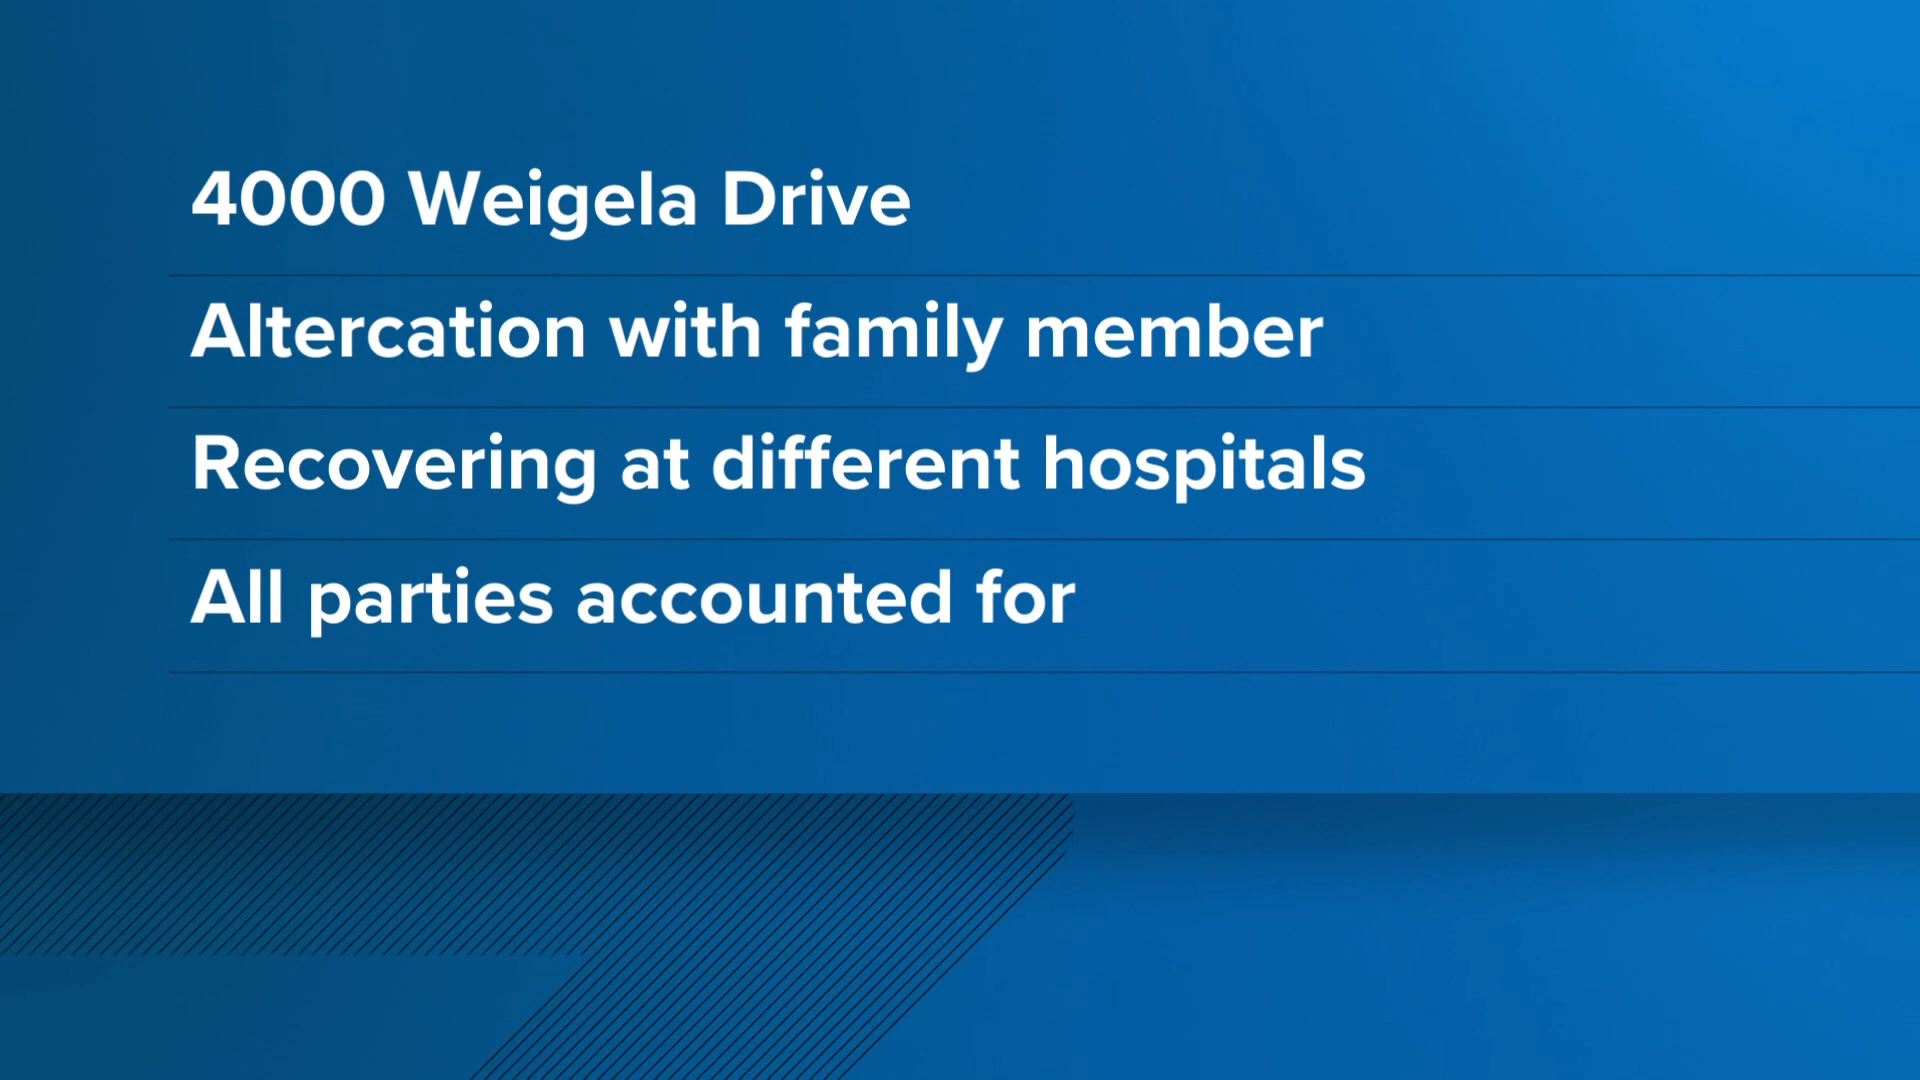 4000 Weigela Drive
Altercation with family member
Recovering at different hospitals
All parties accounted for